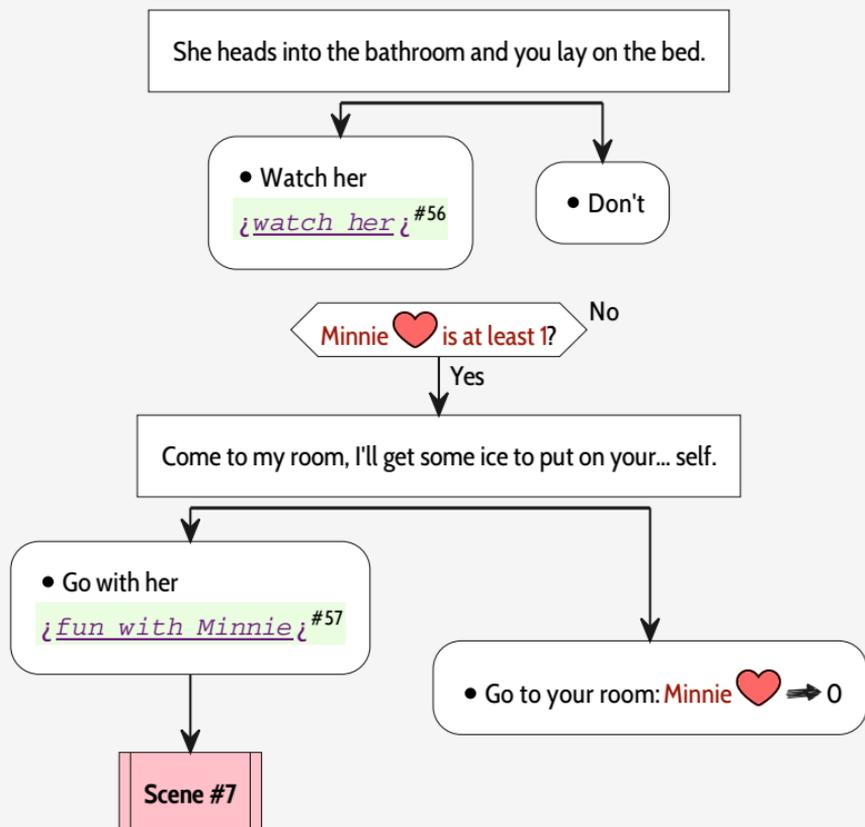 She heads into the bathroom and you lay on the bed.
• Watch her
¿watch her¿#56
• Don't
Minnie ❤ is at least 1?
No
Yes
Come to my room, I'll get some ice to put on your... self.
• Go with her
¿fun with Minnie¿#57
• Go to your room: Minnie ❤ ➡ 0
Scene #7